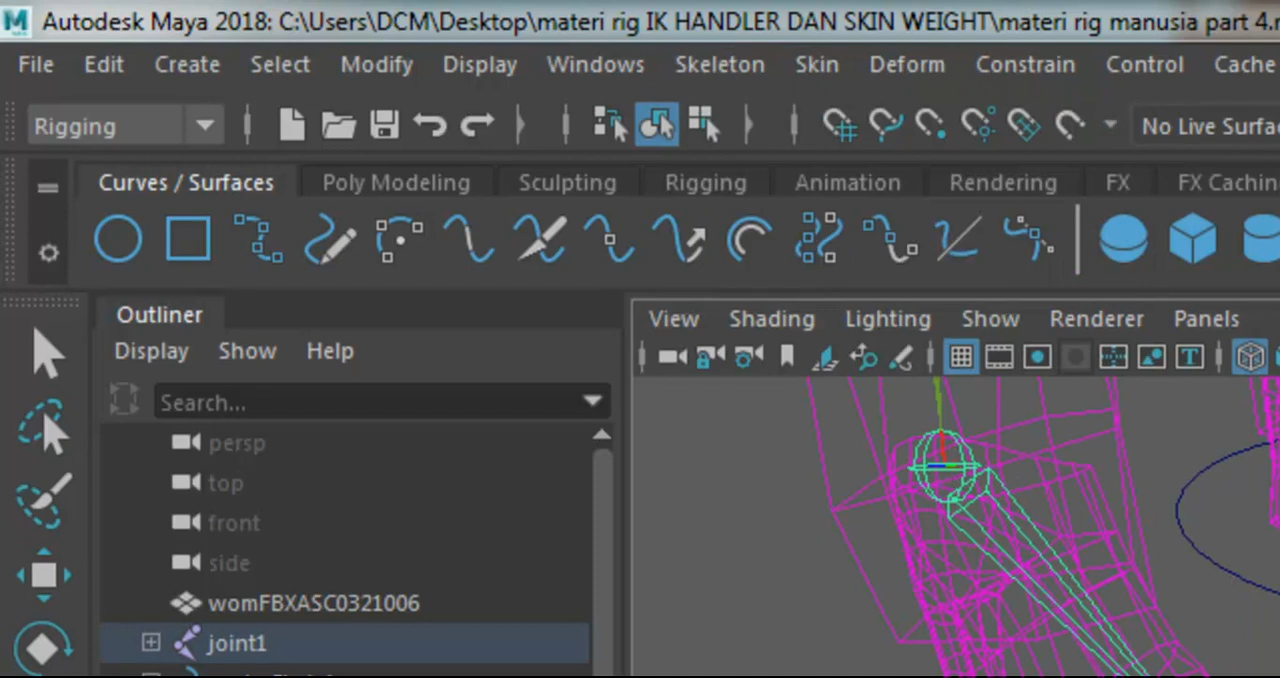 Autodesk Maya 2018: C:\Users\DCM\Desktop\materi rig IK HANDLER DAN SKIN WEIGHT\materi rig manusia part 4.
File Edit Create Select Modify Display Windows Skeleton Skin Deform Constrain Control Cache
Rigging No Live Surfa
Curves / Surfaces Poly Modeling Sculpting Rigging Animation Rendering FX FX Cachin
Outliner
View Shading Lighting Show Renderer Panels
Display Show Help
T
Search...
persp
top
front
side
womFBXASC0321006
joint1